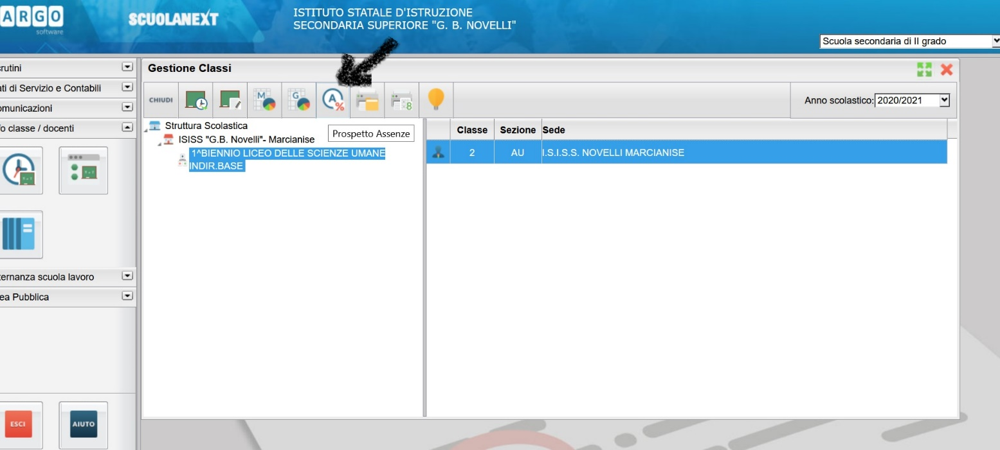 ARGO
software
SCUOLANEXT
ISTITUTO STATALE D'ISTRUZIONE
SECONDARIA SUPERIORE "G. B. NOVELLI"
Scuola secondaria di II grado
rutini
ati di Servizio e Contabili
omunicazioni
o classe / docenti
ternanza scuola lavoro
ea Pubblica
ESCI
AIUTO
Gestione Classi
CHIUDI
M
G
A
%
8
Anno scolastico: 2020/2021
Struttura Scolastica
ISISS "G.B. Novelli"- Marcianise
Prospetto Assenze
1^BIENNIO LICEO DELLE SCIENZE UMANE
INDIR.BASE
Classe Sezione Sede
2 AU I.S.I.S.S. NOVELLI MARCIANISE